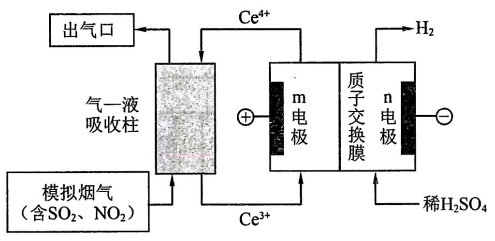 出气口
Ce⁴⁺
H₂
气—液
吸收柱
⊕
m
电
极
质
子
交
换
膜
n
电
极
⊖
模拟烟气
(含SO₂、NO₂)
Ce³⁺
稀H₂SO₄